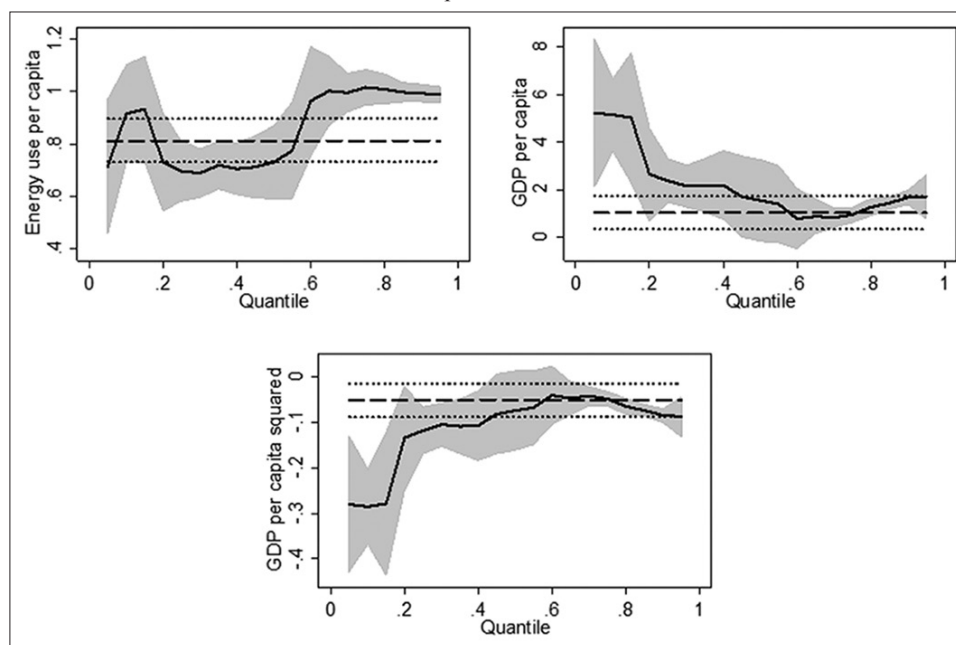 Energy use per capita
1.2
1
.8
.6
.4
0 .2 .4 .6 .8 1
Quantile
GDP per capita
8
6
4
2
0
0 .2 .4 .6 .8 1
Quantile
GDP per capita squared
0
-.1
-.2
-.3
-.4
0 .2 .4 .6 .8 1
Quantile